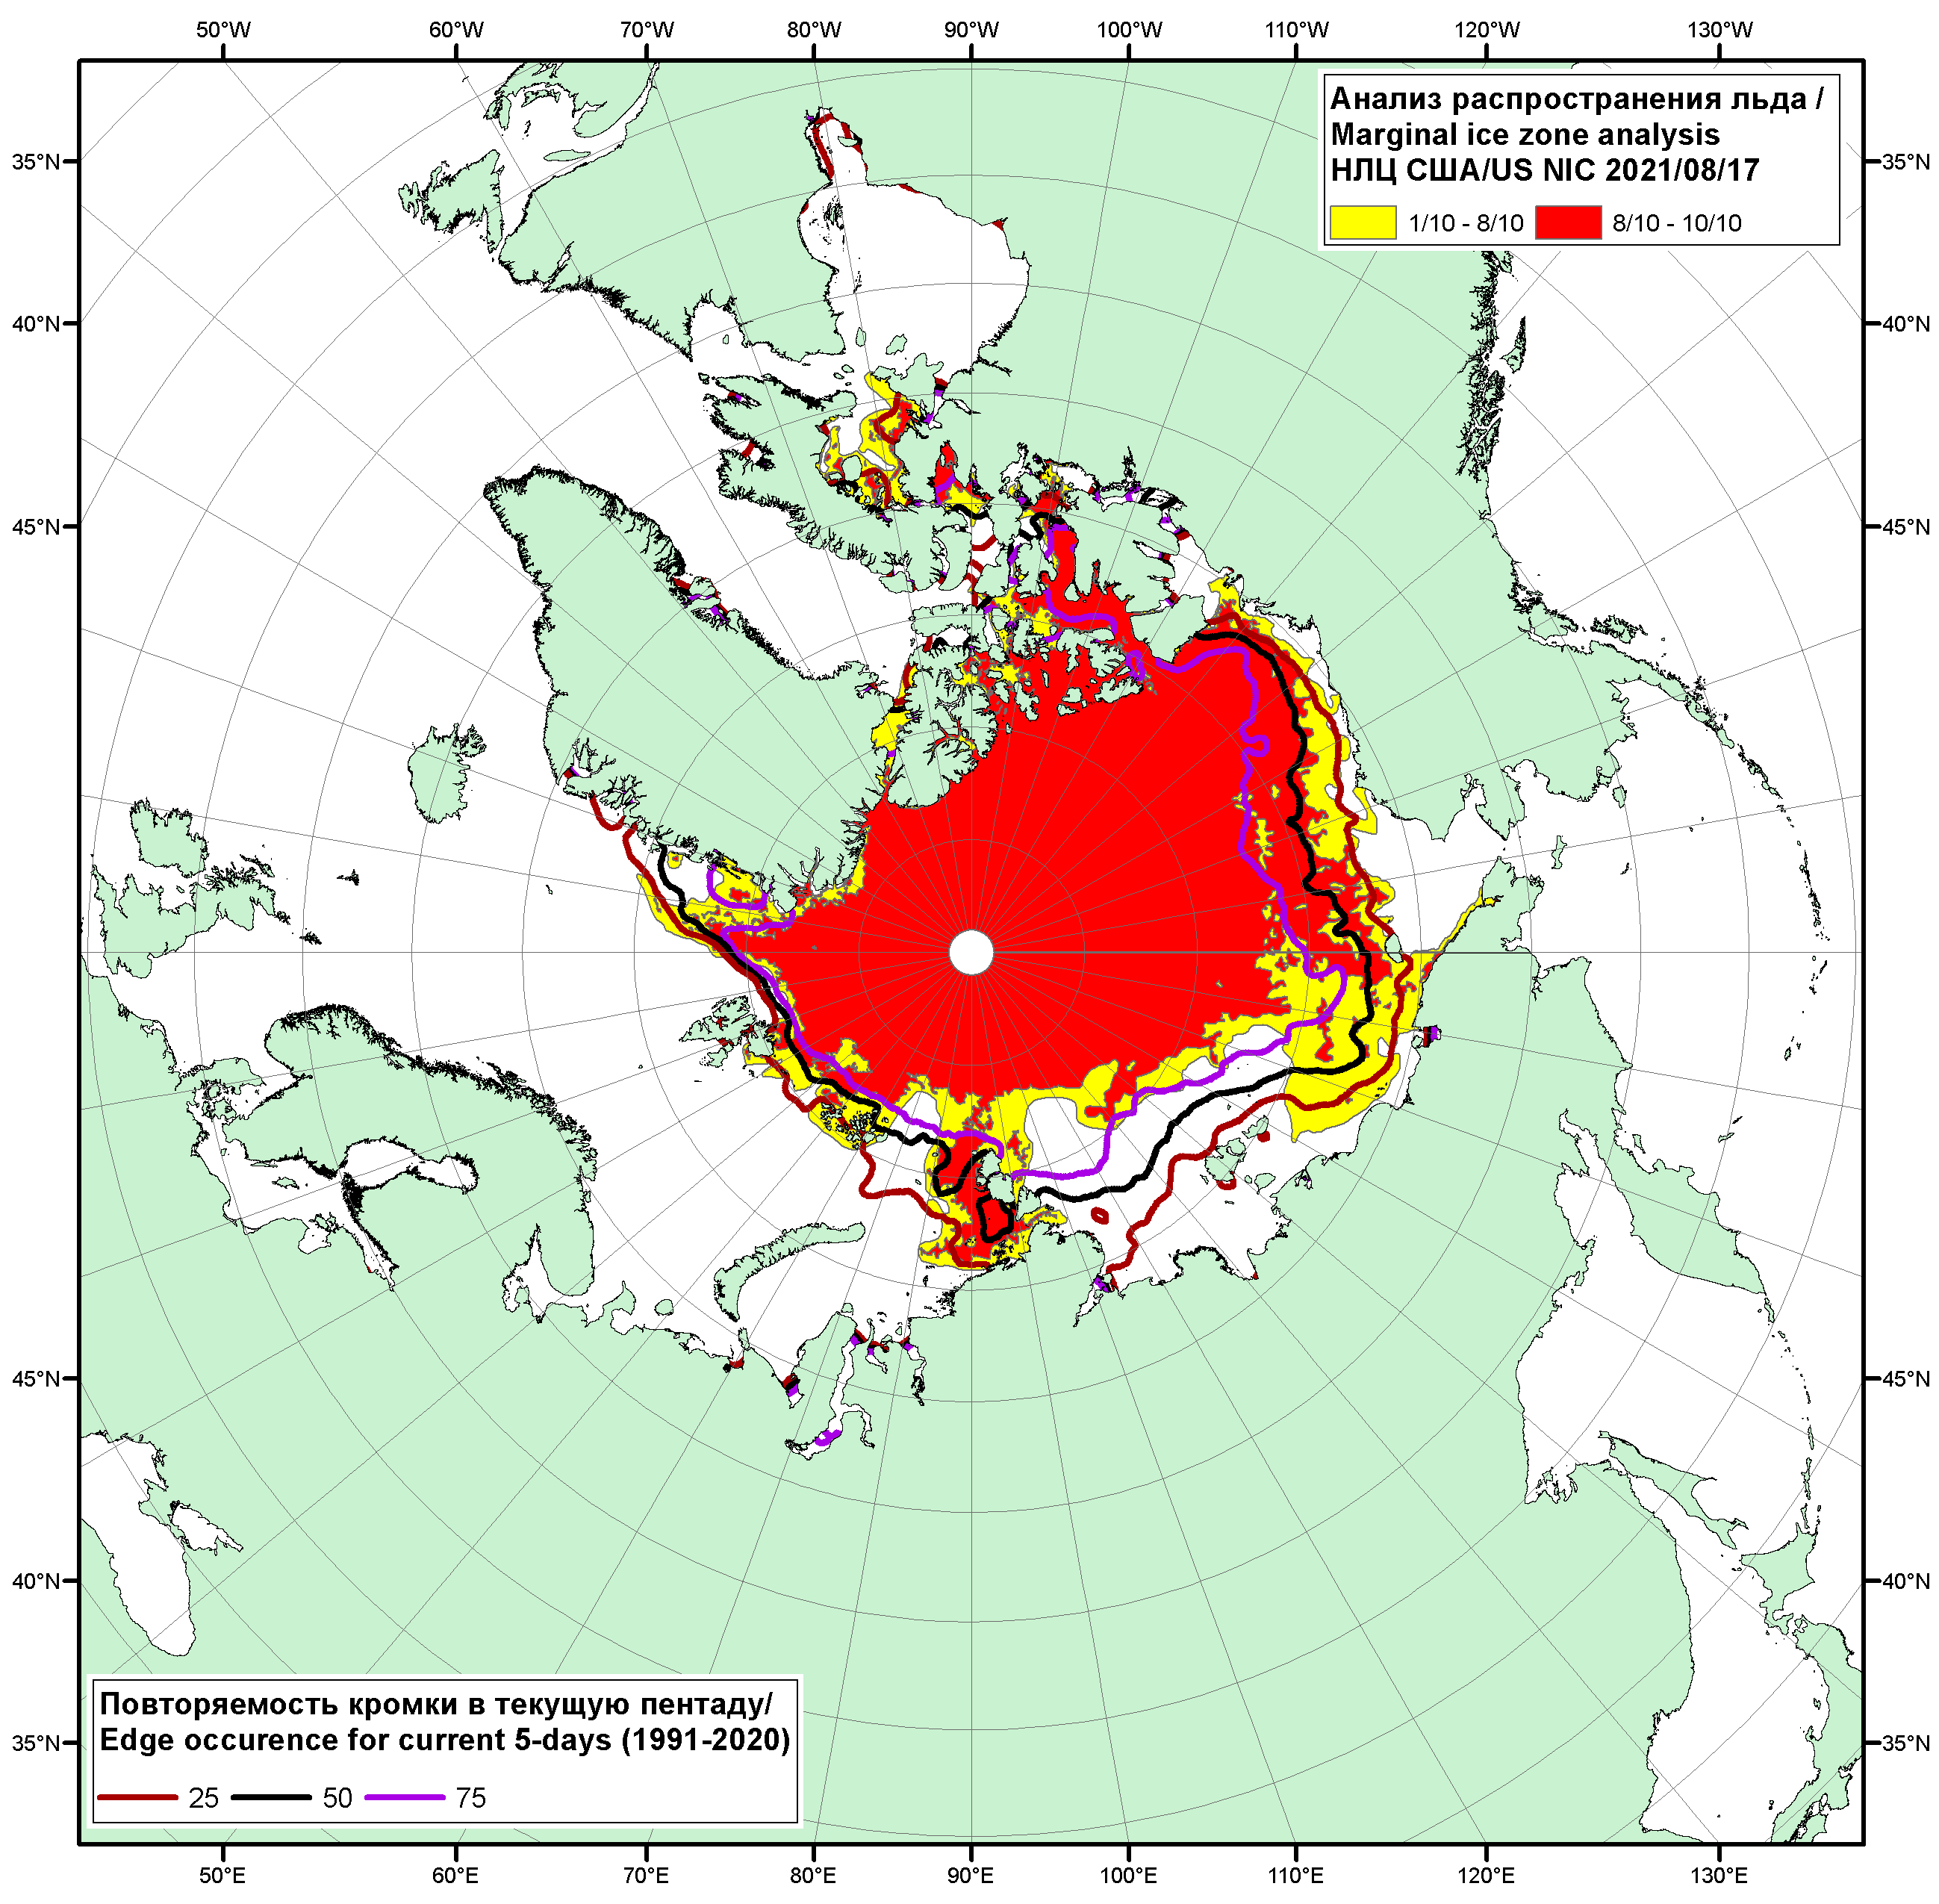 50°W 60°W 70°W 80°W 90°W 100°W 110°W 120°W 130°W
Анализ распространения льда /
Marginal ice zone analysis
НЛЦ США/US NIC 2021/08/17
1/10 - 8/10 8/10 - 10/10
35°N 35°N
40°N 40°N
45°N 45°N
45°N 45°N
40°N 40°N
35°N 35°N
Повторяемость кромки в текущую пентаду/
Edge occurence for current 5-days (1991-2020)
25 50 75
50°E 60°E 70°E 80°E 90°E 100°E 110°E 120°E 130°E